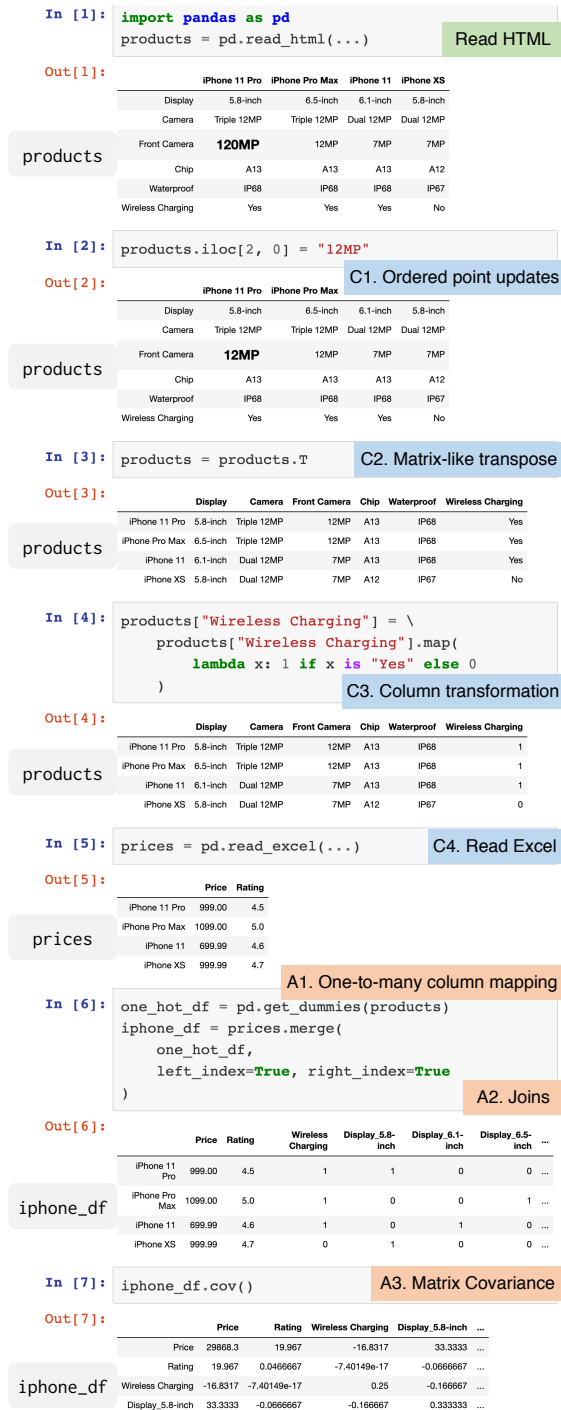 In [1]:
import pandas as pd
products = pd.read_html(...)
Read HTML
Out[1]:
iPhone 11 Pro iPhone Pro Max iPhone 11 iPhone XS
Display 5.8-inch 6.5-inch 6.1-inch 5.8-inch
Camera Triple 12MP Triple 12MP Dual 12MP Dual 12MP
Front Camera 120MP 12MP 7MP 7MP
Chip A13 A13 A13 A12
Waterproof IP68 IP68 IP68 IP67
Wireless Charging Yes Yes Yes No
products
In [2]:
products.iloc[2, 0] = "12MP"
C1. Ordered point updates
Out[2]:
iPhone 11 Pro iPhone Pro Max
Display 5.8-inch 6.5-inch 6.1-inch 5.8-inch
Camera Triple 12MP Triple 12MP Dual 12MP Dual 12MP
Front Camera 12MP 12MP 7MP 7MP
Chip A13 A13 A13 A12
Waterproof IP68 IP68 IP68 IP67
Wireless Charging Yes Yes Yes No
products
In [3]:
products = products.T
C2. Matrix-like transpose
Out[3]:
Display Camera Front Camera Chip Waterproof Wireless Charging
iPhone 11 Pro 5.8-inch Triple 12MP 12MP A13 IP68 Yes
iPhone Pro Max 6.5-inch Triple 12MP 12MP A13 IP68 Yes
iPhone 11 6.1-inch Dual 12MP 7MP A13 IP68 Yes
iPhone XS 5.8-inch Dual 12MP 7MP A12 IP67 No
products
In [4]:
products["Wireless Charging"] = \
products["Wireless Charging"].map(
lambda x: 1 if x is "Yes" else 0
)
C3. Column transformation
Out[4]:
Display Camera Front Camera Chip Waterproof Wireless Charging
iPhone 11 Pro 5.8-inch Triple 12MP 12MP A13 IP68 1
iPhone Pro Max 6.5-inch Triple 12MP 12MP A13 IP68 1
iPhone 11 6.1-inch Dual 12MP 7MP A13 IP68 1
iPhone XS 5.8-inch Dual 12MP 7MP A12 IP67 0
products
In [5]:
prices = pd.read_excel(...)
C4. Read Excel
Out[5]:
Price Rating
iPhone 11 Pro 999.00 4.5
iPhone Pro Max 1099.00 5.0
iPhone 11 699.99 4.6
iPhone XS 999.99 4.7
prices
A1. One-to-many column mapping
In [6]:
one_hot_df = pd.get_dummies(products)
iphone_df = prices.merge(
one_hot_df,
left_index=True, right_index=True
)
A2. Joins
Out[6]:
Price Rating Wireless Charging Display_5.8-inch Display_6.1-inch Display_6.5-inch ...
iPhone 11 Pro 999.00 4.5 1 1 0 0 ...
iPhone Pro Max 1099.00 5.0 1 0 0 1 ...
iPhone 11 699.99 4.6 1 0 1 0 ...
iPhone XS 999.99 4.7 0 1 0 0 ...
iphone_df
In [7]:
iphone_df.cov()
A3. Matrix Covariance
Out[7]:
Price Rating Wireless Charging Display_5.8-inch ...
Price 29868.3 19.967 -16.8317 33.3333 ...
Rating 19.967 0.0466667 -7.40149e-17 -0.0666667 ...
Wireless Charging -16.8317 -7.40149e-17 0.25 -0.166667 ...
Display_5.8-inch 33.3333 -0.0666667 -0.166667 0.333333 ...
iphone_df